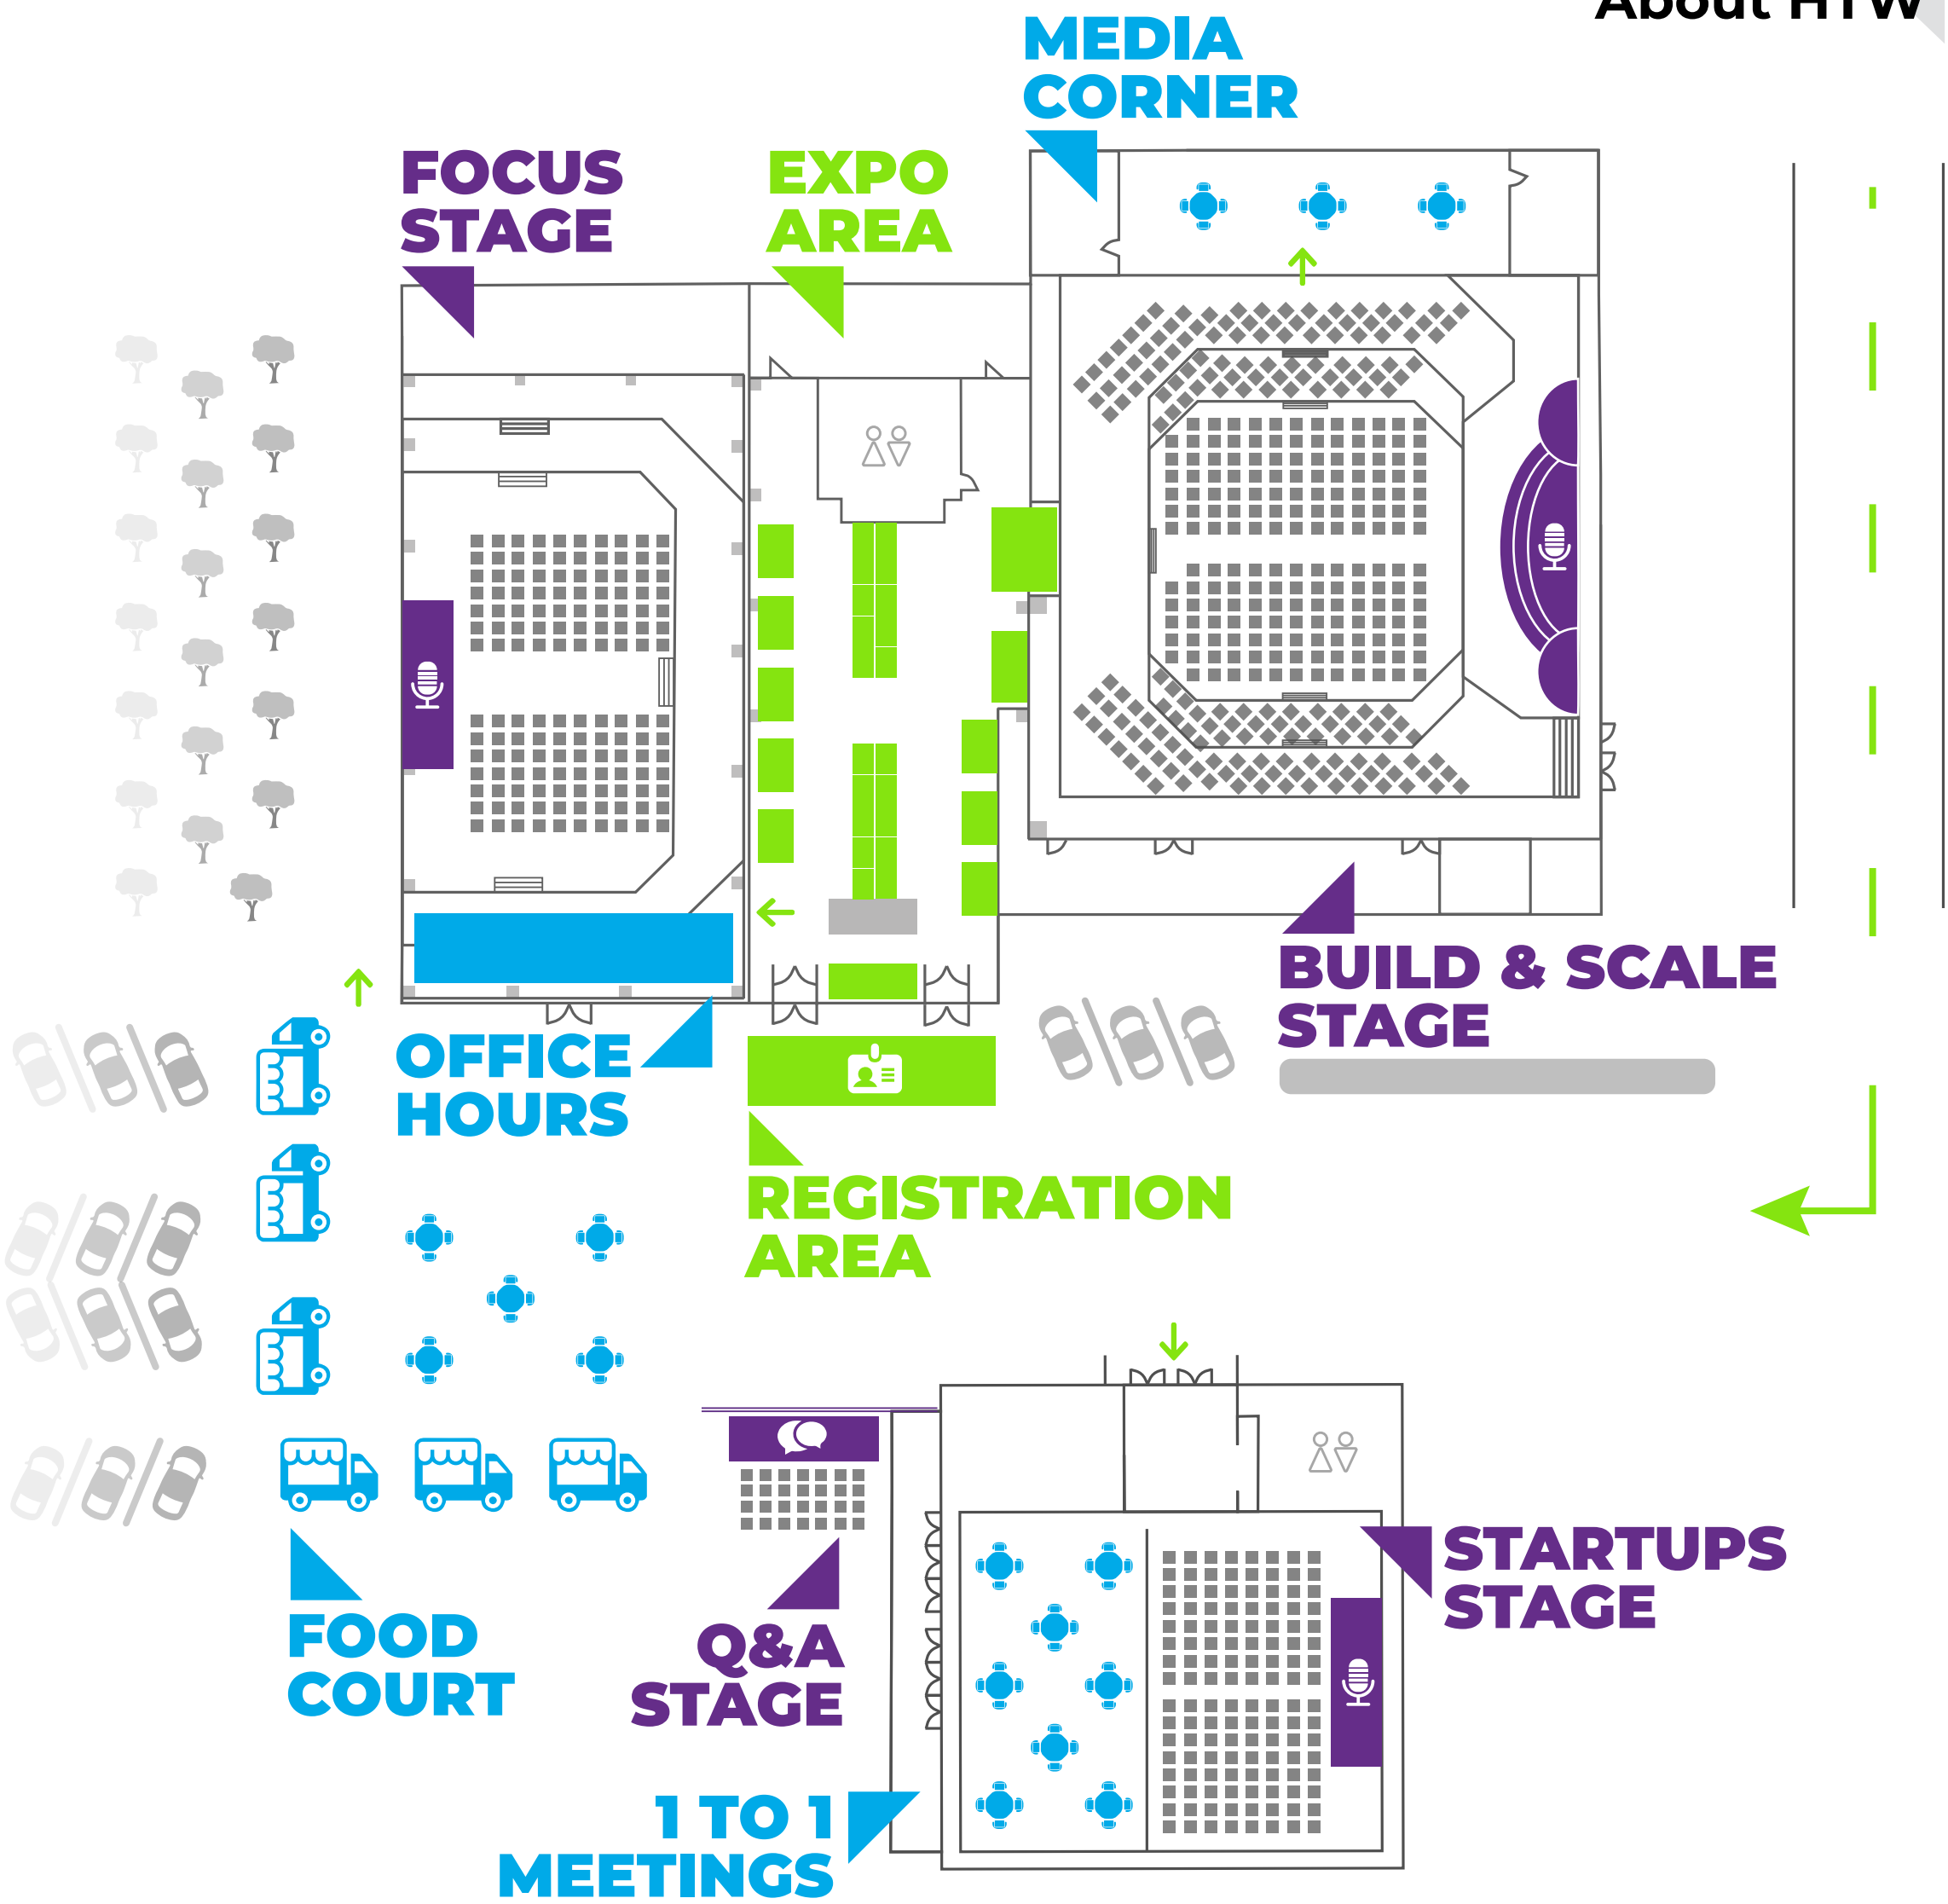 About HTW
MEDIA
CORNER
FOCUS
STAGE
EXPO
AREA
BUILD & SCALE
STAGE
OFFICE
HOURS
REGISTRATION
AREA
STARTUPS
STAGE
FOOD
COURT
Q&A
STAGE
1 TO 1
MEETINGS